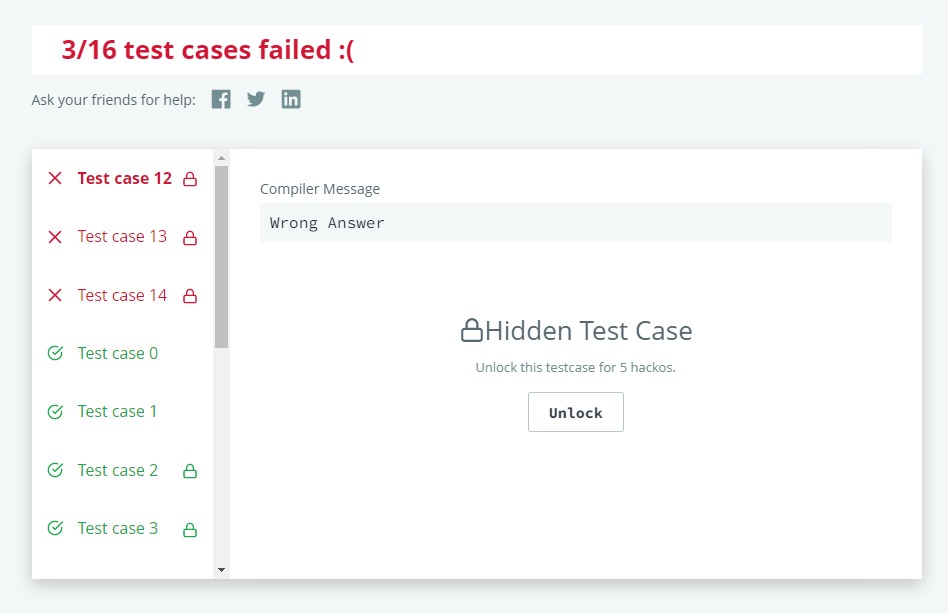 3/16 test cases failed :(
Ask your friends for help:
Test case 12
Test case 13
Test case 14
Test case 0
Test case 1
Test case 2
Test case 3
Compiler Message
Wrong Answer
Hidden Test Case
Unlock this testcase for 5 hackos.
Unlock